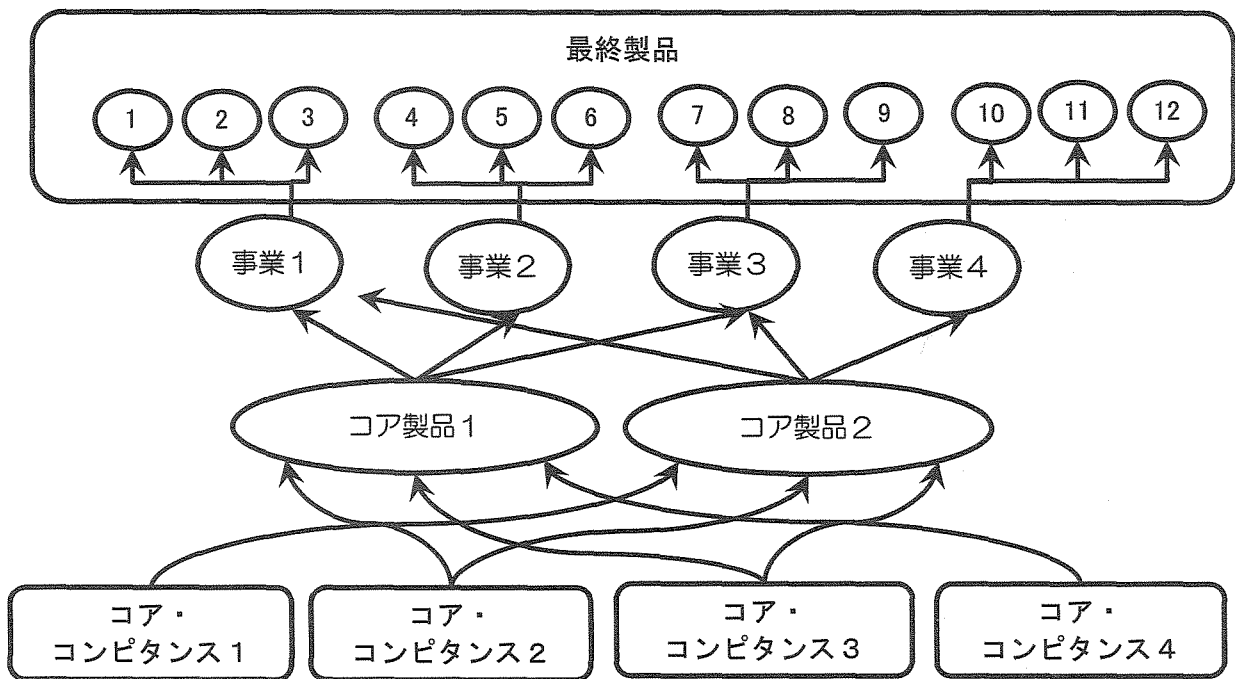 最終製品
1 2 3 4 5 6 7 8 9 10 11 12
事業1 事業2 事業3 事業4
コア製品1 コア製品2
コア・
コンピタンス1
コア・
コンピタンス2
コア・
コンピタンス3
コア・
コンピタンス4